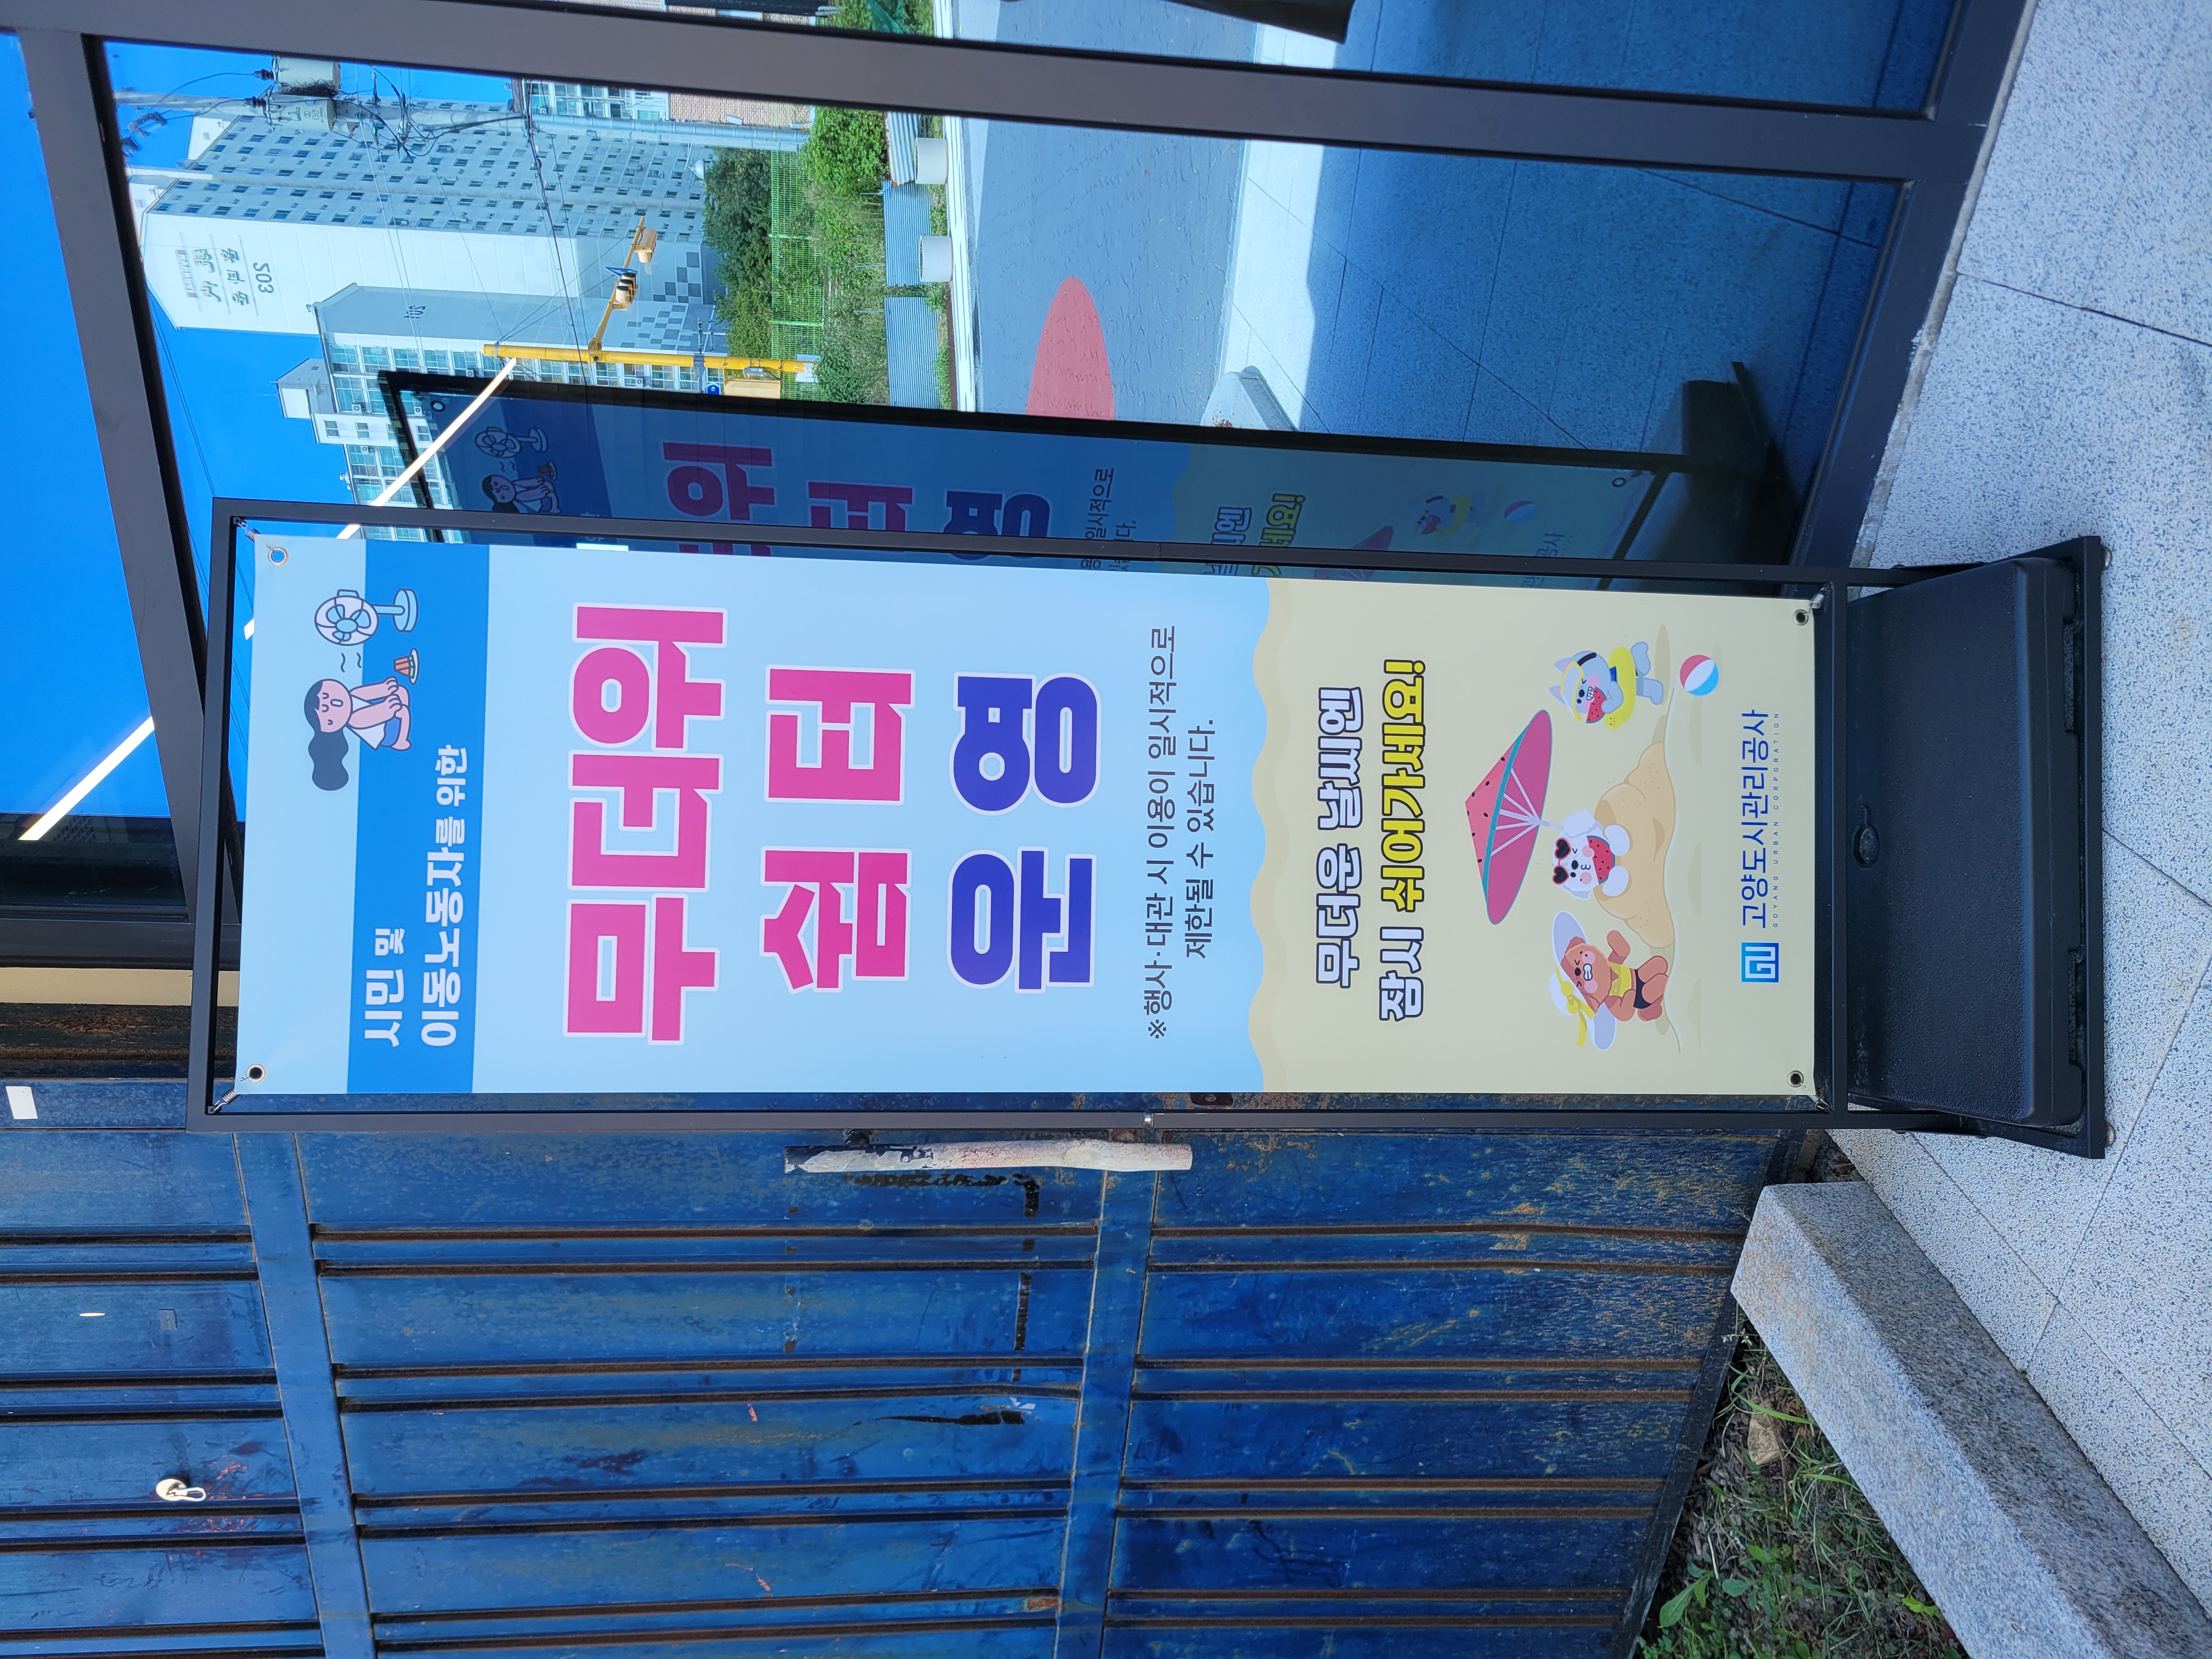 시민 및
이동노동자를 위한
무더위
쉼터
운영
※행사·대관 시 이용이 일시적으로
제한될 수 있습니다.
무더운 날씨엔
잠시 쉬어가세요!
고양도시관리공사
GOYANG URBAN CORPORATION
203